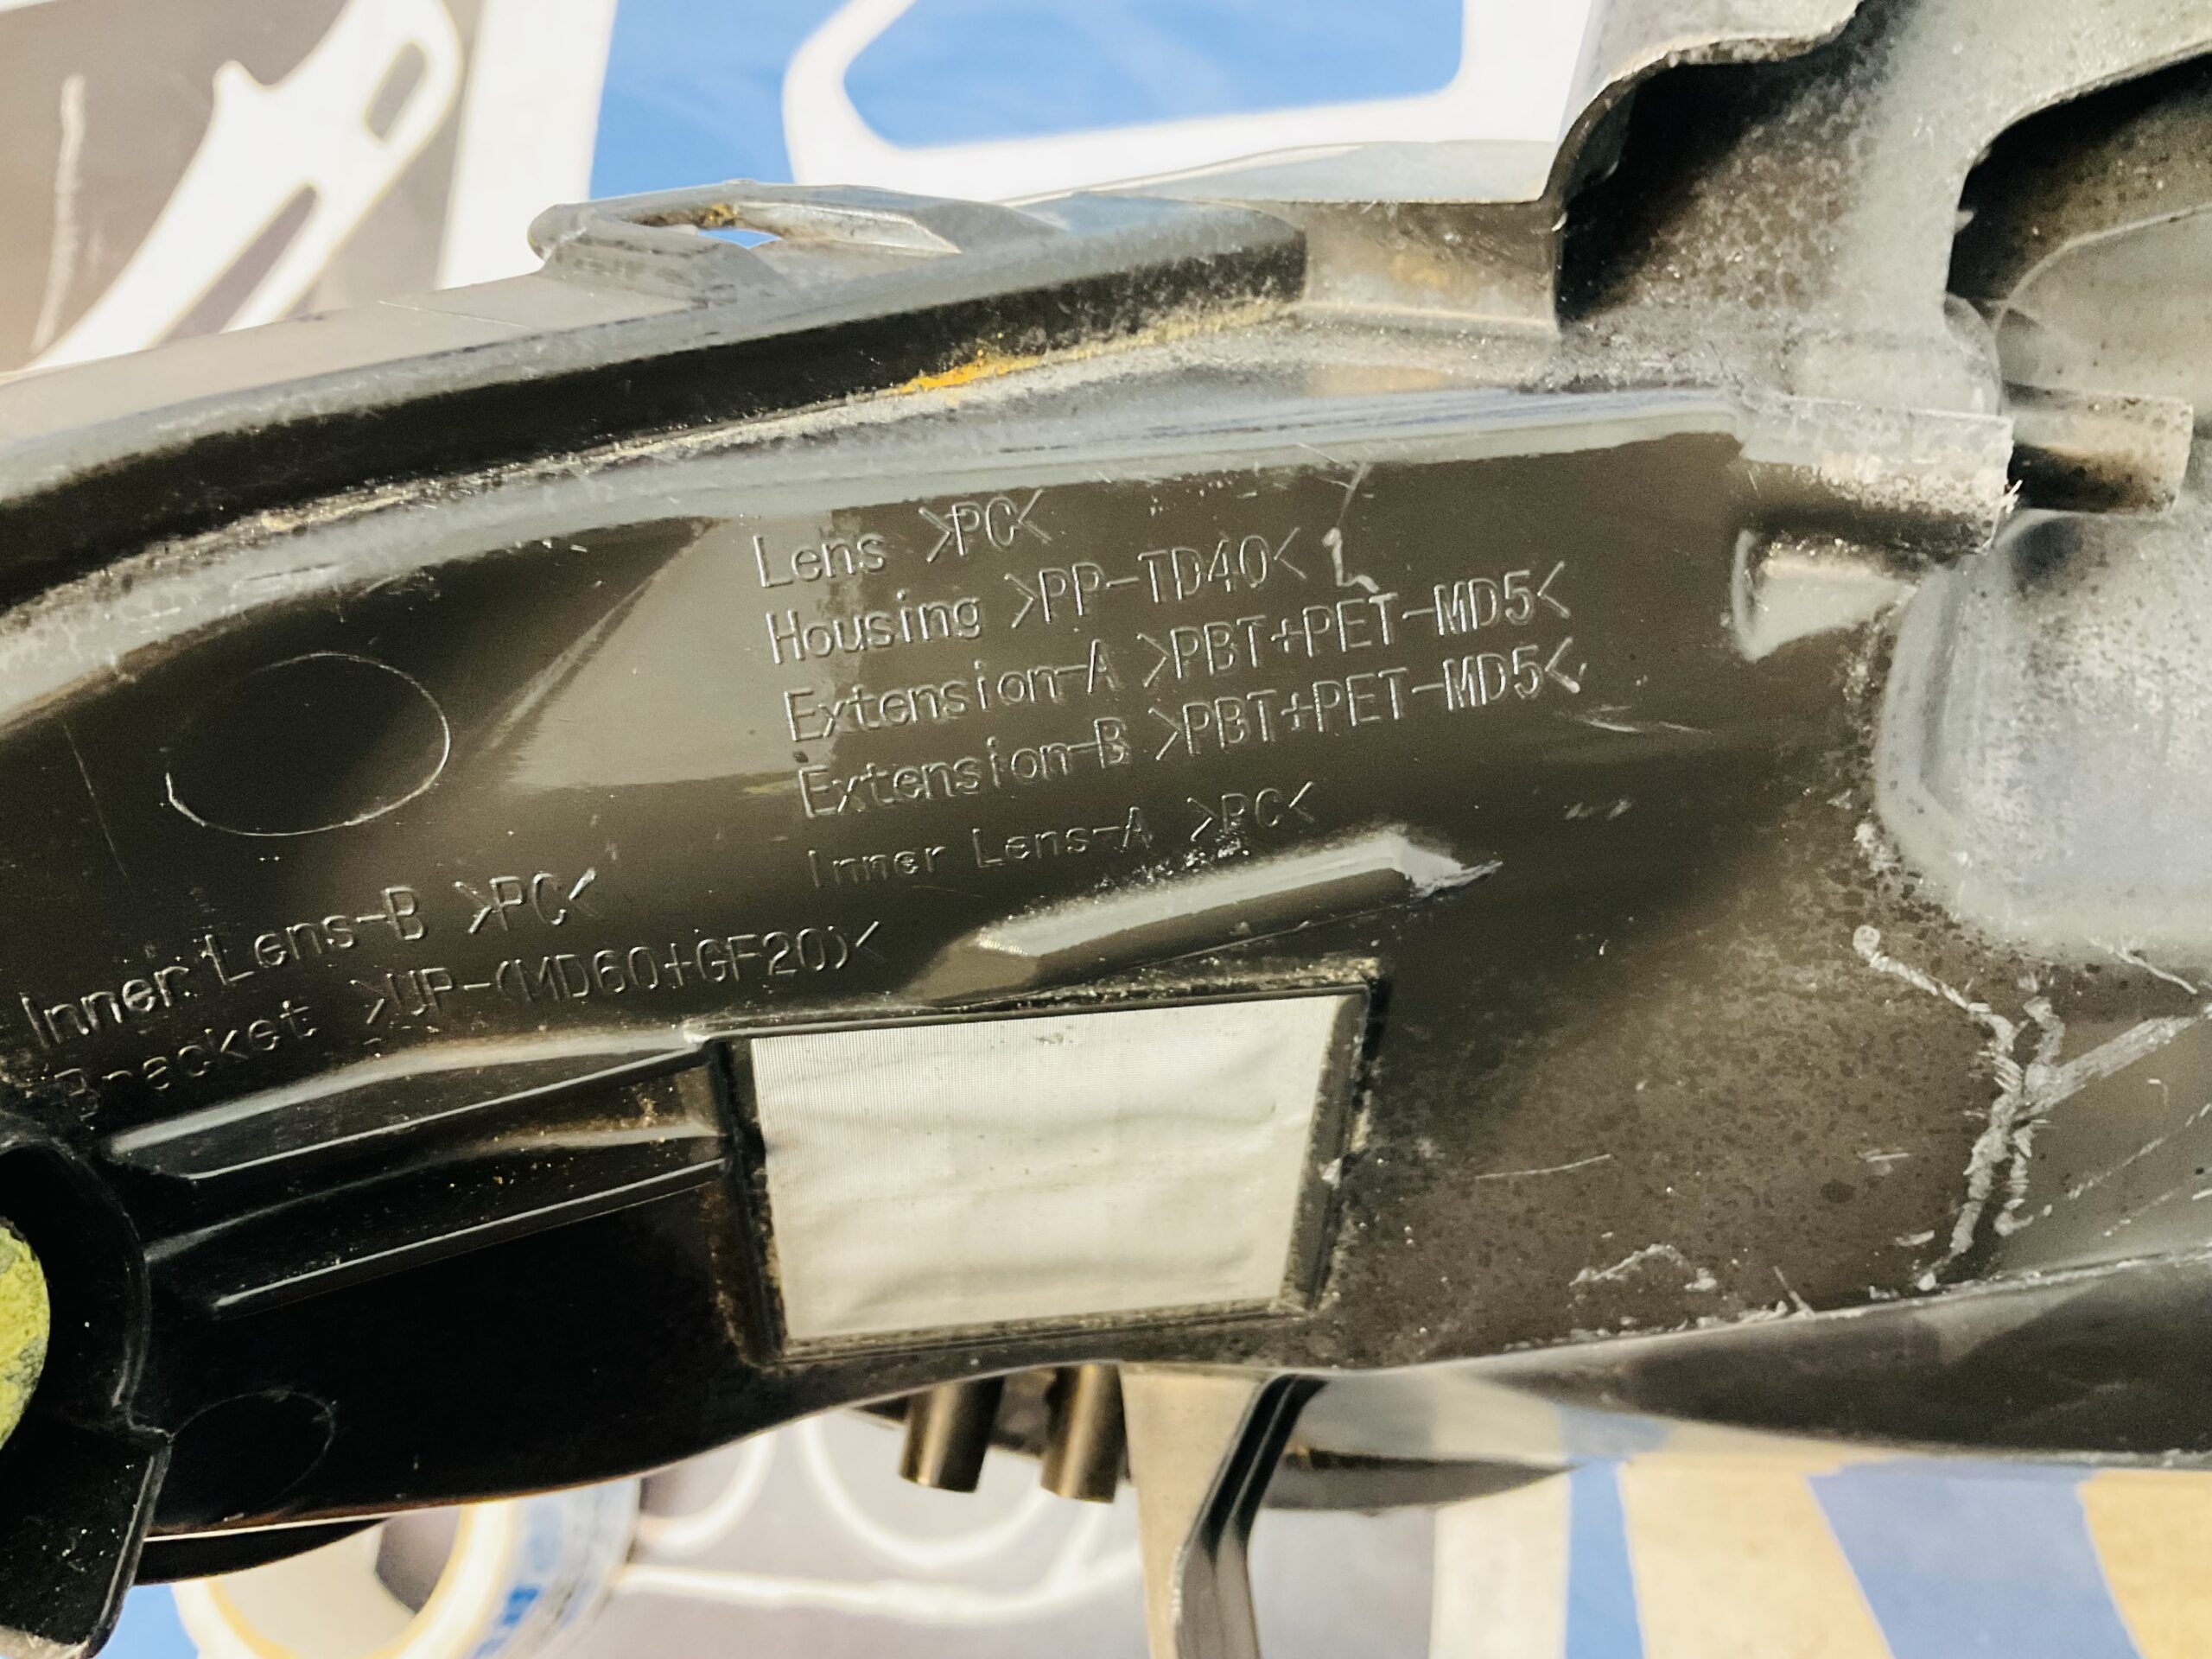 Lens >PC<
Housing >PP-TD40<
Extension-A >PBT+PET-MD5<
Extension-B >PBT+PET-MD5<
Inner Lens-A >PC<
Inner Lens-B >PC<
Bracket >UP-(MD60+GF20)<